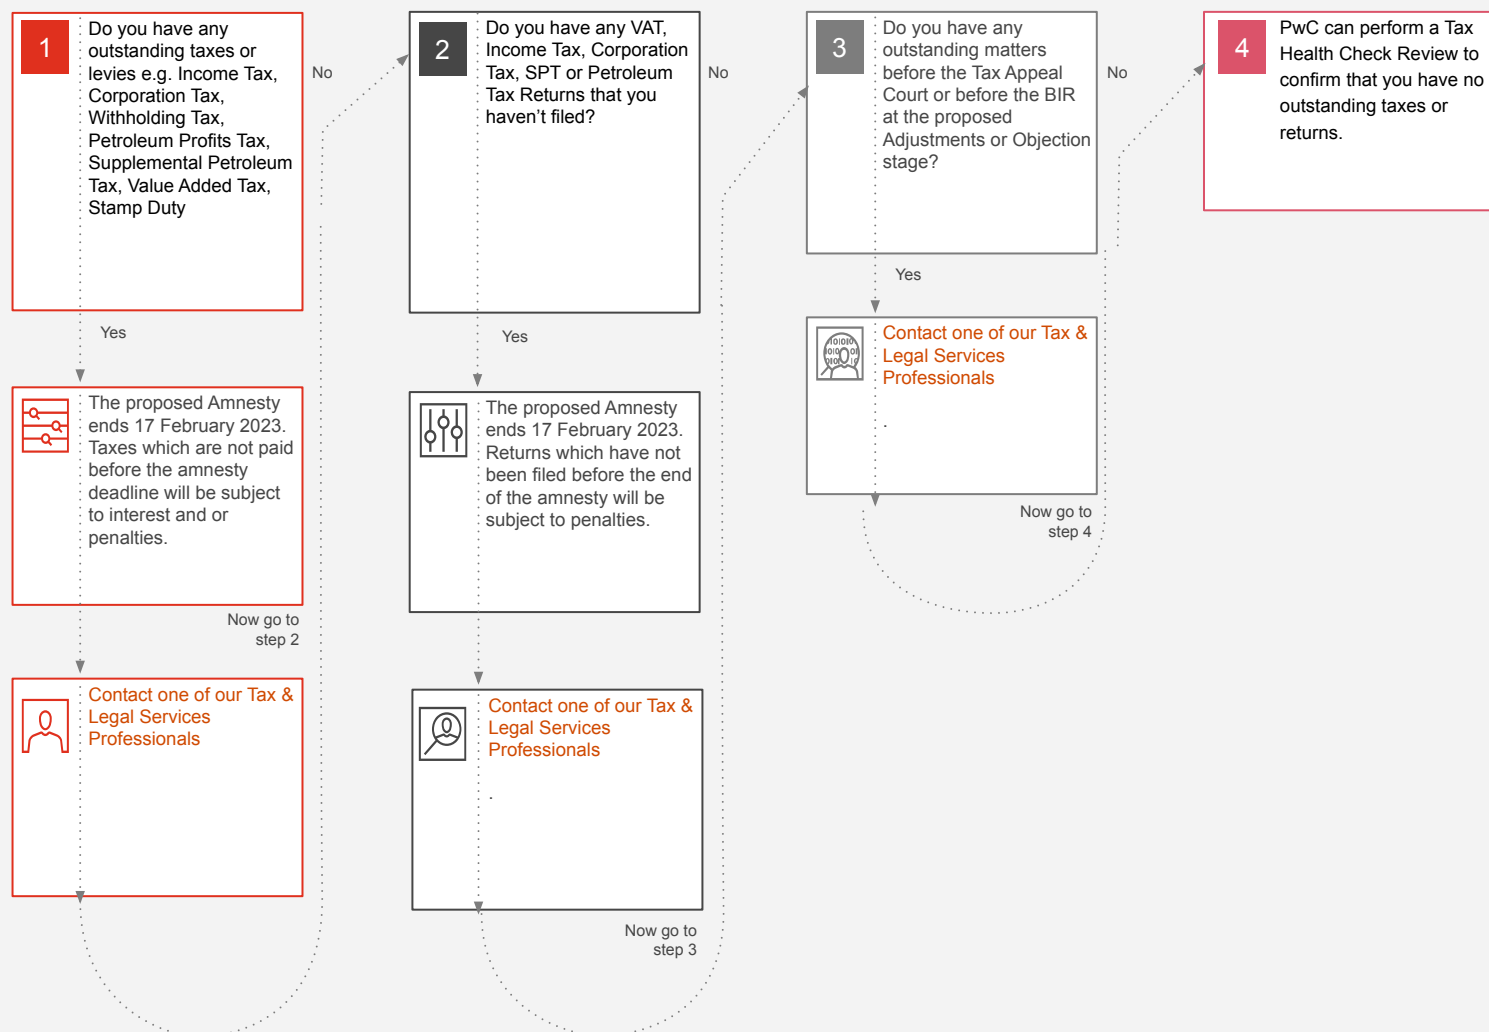 1
Do you have any
outstanding taxes or
levies e.g. Income Tax,
Corporation Tax,
Withholding Tax,
Petroleum Profits Tax,
Supplemental Petroleum
Tax, Value Added Tax,
Stamp Duty
No
Yes
The proposed Amnesty
ends 17 February 2023.
Taxes which are not paid
before the amnesty
deadline will be subject
to interest and or
penalties.
Now go to
step 2
Contact one of our Tax &
Legal Services
Professionals
2
Do you have any VAT,
Income Tax, Corporation
Tax, SPT or Petroleum
Tax Returns that you
haven’t filed?
No
Yes
The proposed Amnesty
ends 17 February 2023.
Returns which have not
been filed before the end
of the amnesty will be
subject to penalties.
Contact one of our Tax &
Legal Services
Professionals
.
Now go to
step 3
3
Do you have any
outstanding matters
before the Tax Appeal
Court or before the BIR
at the proposed
Adjustments or Objection
stage?
No
Yes
Contact one of our Tax &
Legal Services
Professionals
.
Now go to
step 4
4
PwC can perform a Tax
Health Check Review to
confirm that you have no
outstanding taxes or
returns.